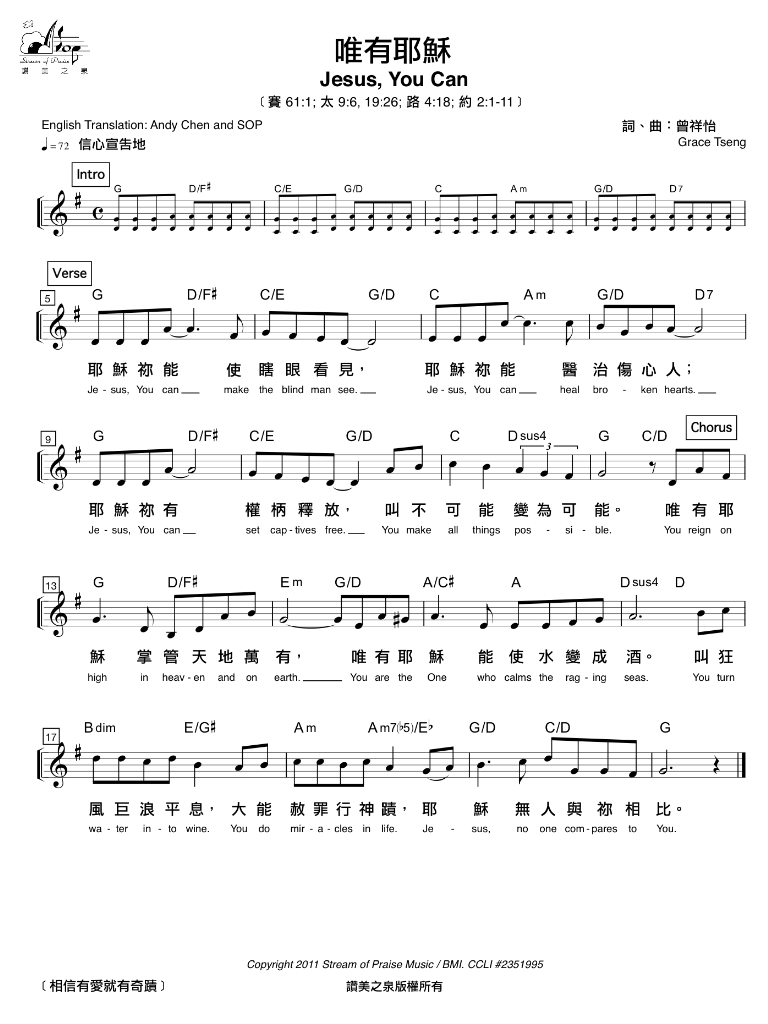 Stream of Praise
讚美之泉
唯有耶穌
Jesus, You Can
﹝賽 61:1; 太 9:6, 19:26; 路 4:18; 約 2:1-11﹞
English Translation: Andy Chen and SOP
詞、曲：曾祥怡
♩= 72 信心宣告地
Grace Tseng
Intro
G D/F♯ C/E G/D C Am G/D D7
Verse
5 G D/F♯ C/E G/D C Am G/D D7
耶穌祢能 使瞎眼看見， 耶穌祢能 醫治傷心人；
Je - sus, You can make the blind man see. Je - sus, You can heal bro - ken hearts.
Chorus
9 G D/F♯ C/E G/D C Dsus4 G C/D
3
耶穌祢有 權柄釋放， 叫不可能變為可能。 唯有耶
Je - sus, You can set cap - tives free. You make all things pos - si - ble. You reign on
13 G D/F♯ Em G/D A/C♯ A Dsus4 D
穌 掌管天地萬有， 唯有耶穌 能使水變成酒。 叫狂
high in heav - en and on earth. You are the One who calms the rag - ing seas. You turn
17 Bdim E/G♯ Am Am7(♭5)/E♭ G/D C/D G
風巨浪平息，大能赦罪行神蹟，耶 穌 無人與祢相比。
wa - ter in - to wine. You do mir - a - cles in life. Je - sus, no one com - pares to You.
Copyright 2011 Stream of Praise Music / BMI. CCLI #2351995
﹝相信有愛就有奇蹟﹞
讚美之泉版權所有